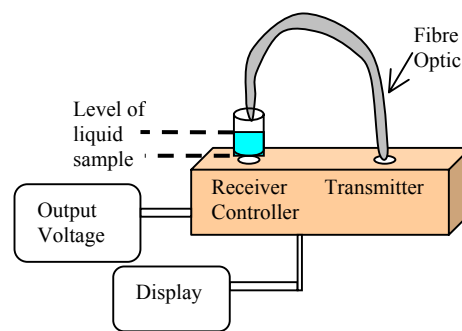 Fibre
Optic
Level of
liquid
sample
Receiver
Controller
Transmitter
Output
Voltage
Display